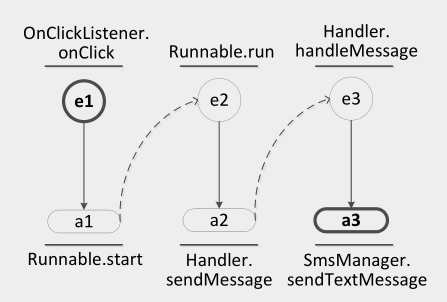 OnClickListener.
onClick
Runnable.run
Handler.
handleMessage
e1
e2
e3
a1
a2
a3
Runnable.start
Handler.
sendMessage
SmsManager.
sendTextMessage